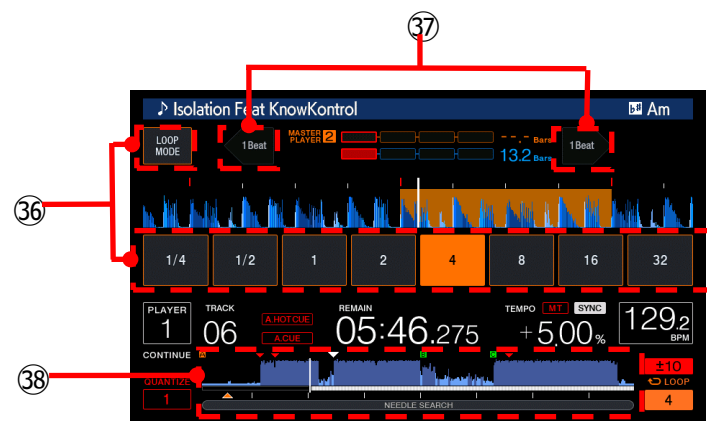 37
♪ Isolation Feat KnowKontrol b# Am
LOOP MODE
1Beat
MASTER PLAYER 2
--.- Bars
13.2 Bars
1Beat
36
1/4 1/2 1 2 4 8 16 32
PLAYER 1
TRACK 06
A.HOTCUE
A.CUE
REMAIN 05:46.275
TEMPO MT SYNC
+5.00%
129.2 BPM
CONTINUE
A B C
38
QUANTIZE 1
±10
LOOP
4
NEEDLE SEARCH